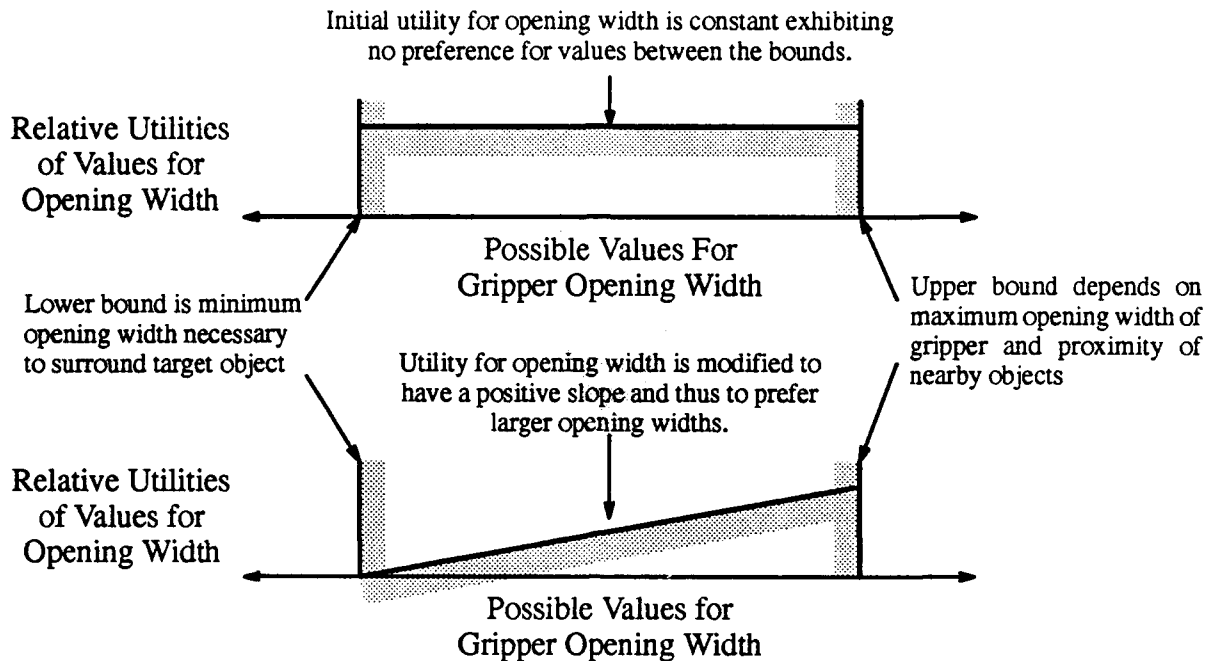 Initial utility for opening width is constant exhibiting
no preference for values between the bounds.
Relative Utilities
of Values for
Opening Width
Possible Values For
Gripper Opening Width
Lower bound is minimum
opening width necessary
to surround target object
Upper bound depends on
maximum opening width of
gripper and proximity of
nearby objects
Utility for opening width is modified to
have a positive slope and thus to prefer
larger opening widths.
Relative Utilities
of Values for
Opening Width
Possible Values for
Gripper Opening Width